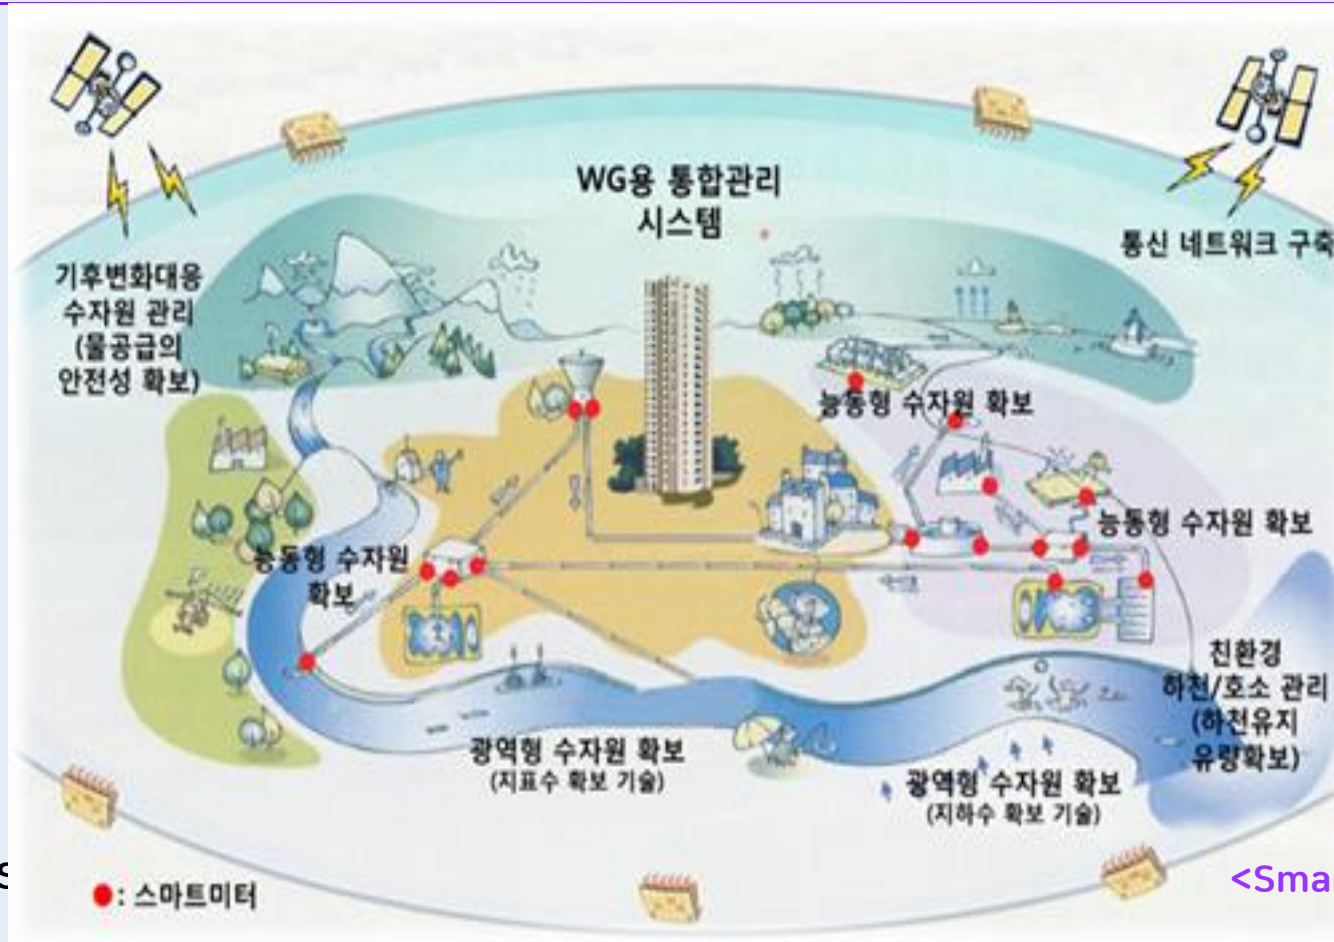 WG용 통합관리
시스템
통신 네트워크 구축
기후변화대응
수자원 관리
(물공급의
안전성 확보)
능동형 수자원 확보
능동형 수자원 확보
능동형 수자원
확보
친환경
하천/호소 관리
(하천유지
유량확보)
광역형 수자원 확보
(지표수 확보 기술)
광역형 수자원 확보
(지하수 확보 기술)
: 스마트미터
S
<Sma